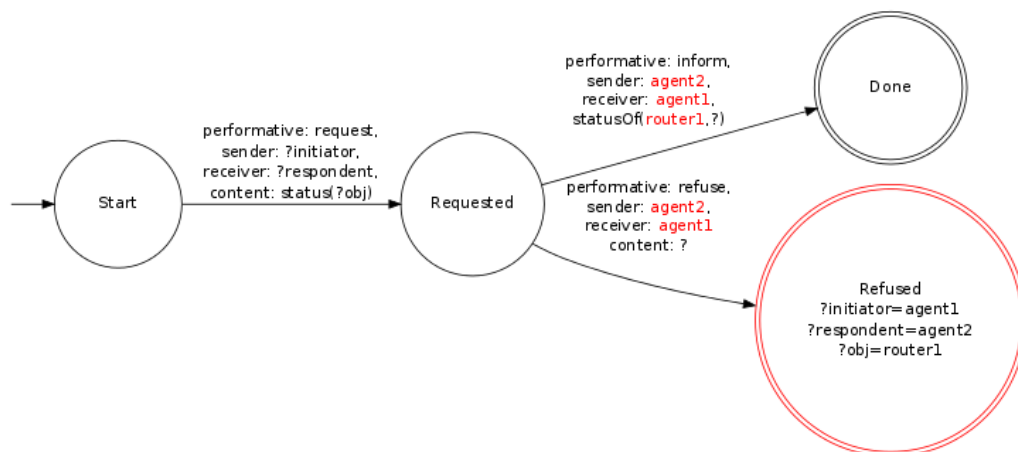 Start
performative: request,
sender: ?initiator,
receiver: ?respondent,
content: status(?obj)
Requested
performative: inform,
sender: agent2,
receiver: agent1,
statusOf(router1,?)
Done
performative: refuse,
sender: agent2,
receiver: agent1
content: ?
Refused
?initiator=agent1
?respondent=agent2
?obj=router1